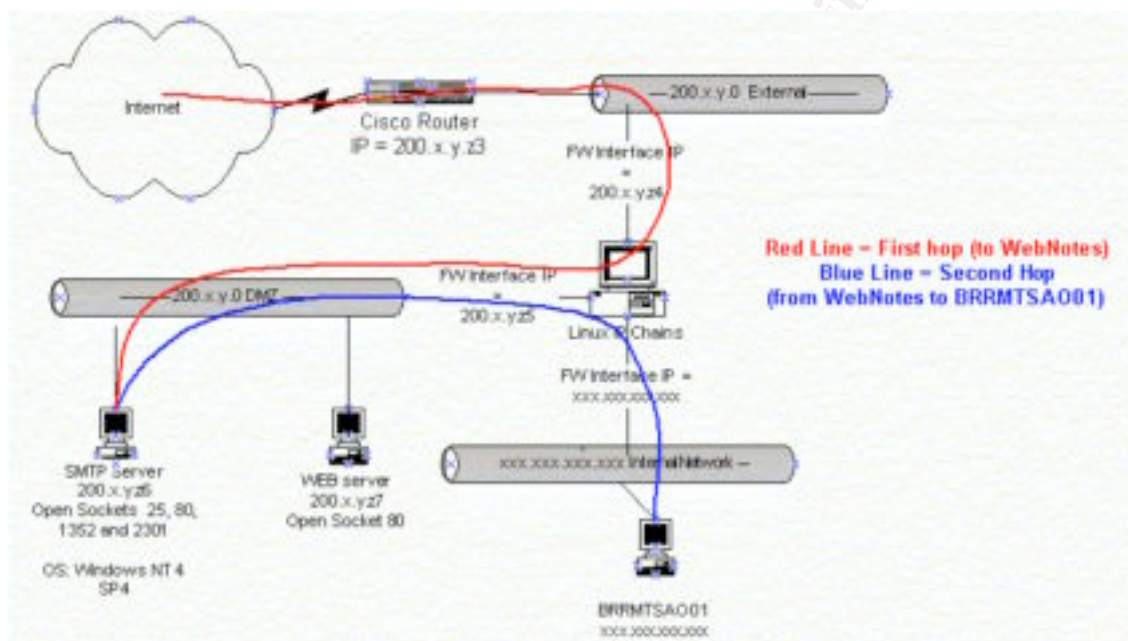 Internet
Cisco Router
IP = 200.x.y.z3
200.x.y.0 External
FW Interface IP
=
200.x.yz4
Red Line = First hop (to WebNotes)
Blue Line = Second Hop
(from WebNotes to BRRMTSAO01)
200.x.y.0 DMZ
FW Interface IP
=
200.x.yz5
Linux IP Chains
FW Interface IP =
xxx.xxx.xxx.xxx
SMTP Server
200.x.yz6
Open Sockets 25, 80,
1352 and 2301
OS: Windows NT 4
SP4
WEB server
200.x.yz7
Open Socket 80
xxx.xxx.xxx.xxx Internal Network
BRRMTSAO01
xxx.xxx.xxx.xxx